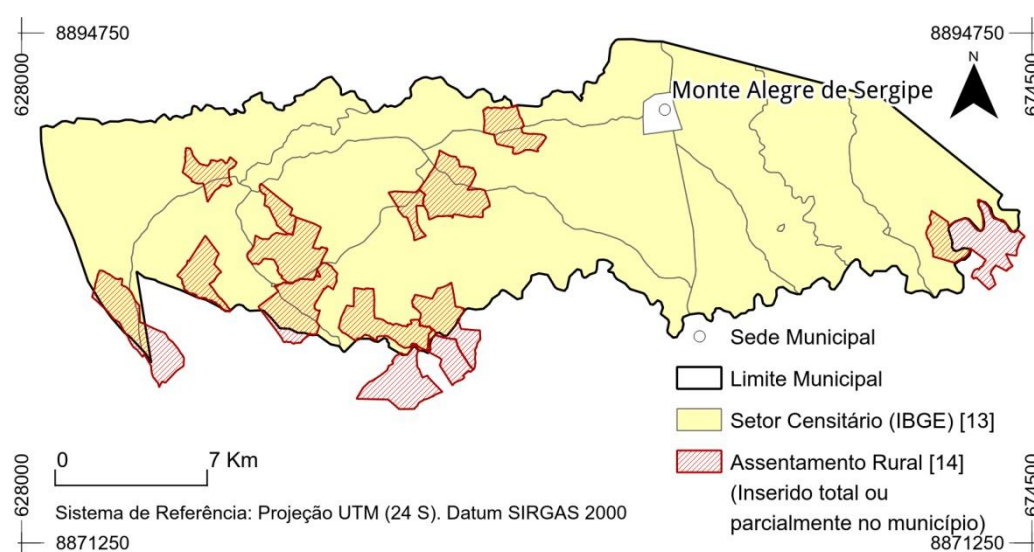 8894750
8894750
628000
674500
N
Monte Alegre de Sergipe
Sede Municipal
Limite Municipal
Setor Censitário (IBGE) [13]
Assentamento Rural [14]
(Inserido total ou
parcialmente no município)
0
7 Km
Sistema de Referência: Projeção UTM (24 S). Datum SIRGAS 2000
628000
674500
8871250
8871250